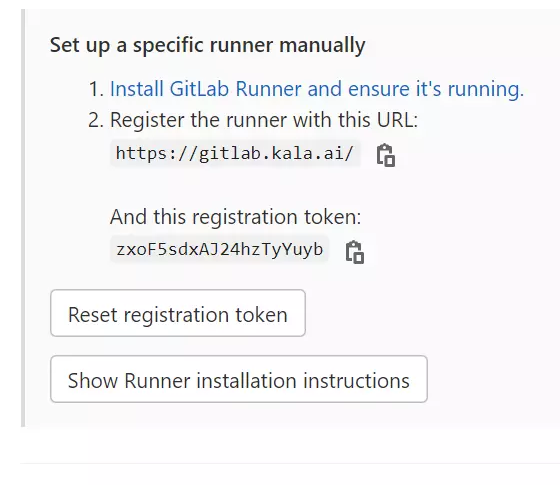 Set up a specific runner manually
1. Install GitLab Runner and ensure it's running.
2. Register the runner with this URL:
https://gitlab.kala.ai/
And this registration token:
zxoF5sdxAJ24hzTyYuyb
Reset registration token
Show Runner installation instructions